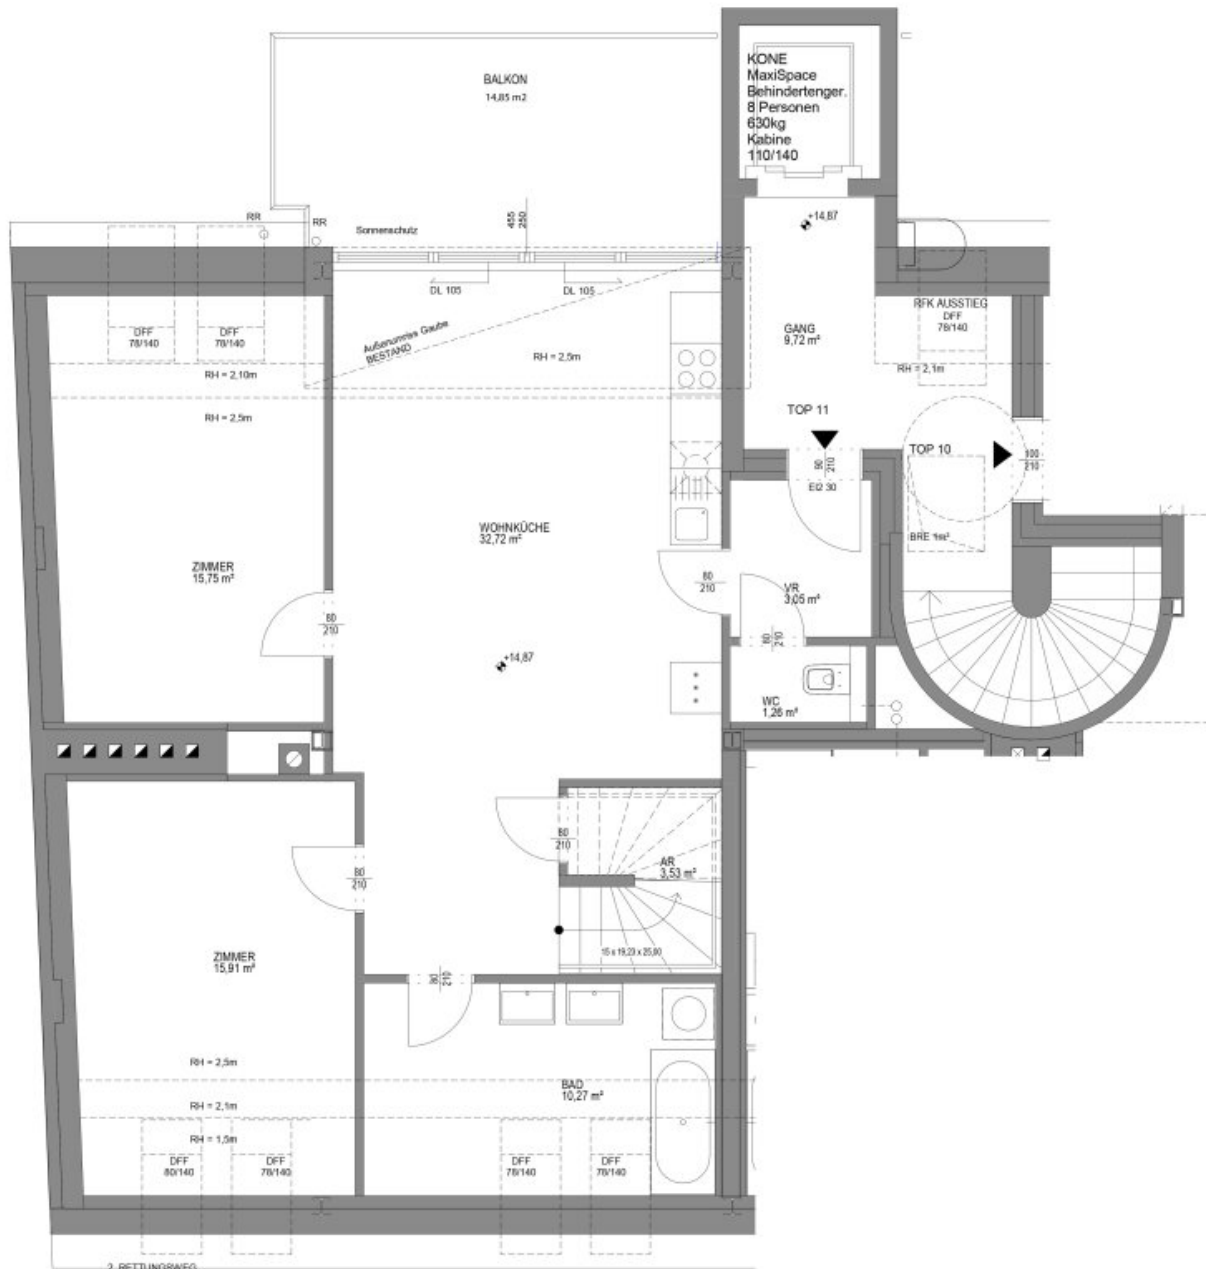 KONE
MaxiSpace
Behindertenger.
8 Personen
630kg
Kabine
110/140
BALKON
14,85 m2
RR
RR
Sonnenschutz
455
250
+14,87
DL 105
DL 105
RFK AUSSTIEG
DFF
78/140
DFF
78/140
DFF
78/140
Außenumriss Gaube
BESTAND
GANG
9,72 m²
RH = 2,5m
RH = 2,10m
RH = 2,1m
RH = 2,5m
TOP 11
TOP 10
90
210
100
210
EI2 30
WOHNKÜCHE
32,72 m²
BRE 1m²
ZIMMER
15,75 m²
80
210
VR
3,05 m²
80
210
80
210
+14,87
WC
1,26 m²
80
210
AR
3,53 m²
80
210
15 x 19,23 x 25,00
ZIMMER
15,91 m²
80
210
RH = 2,5m
BAD
10,27 m²
RH = 2,1m
RH = 1,5m
DFF
80/140
DFF
78/140
DFF
78/140
DFF
78/140
2. RETTUNGSWEG